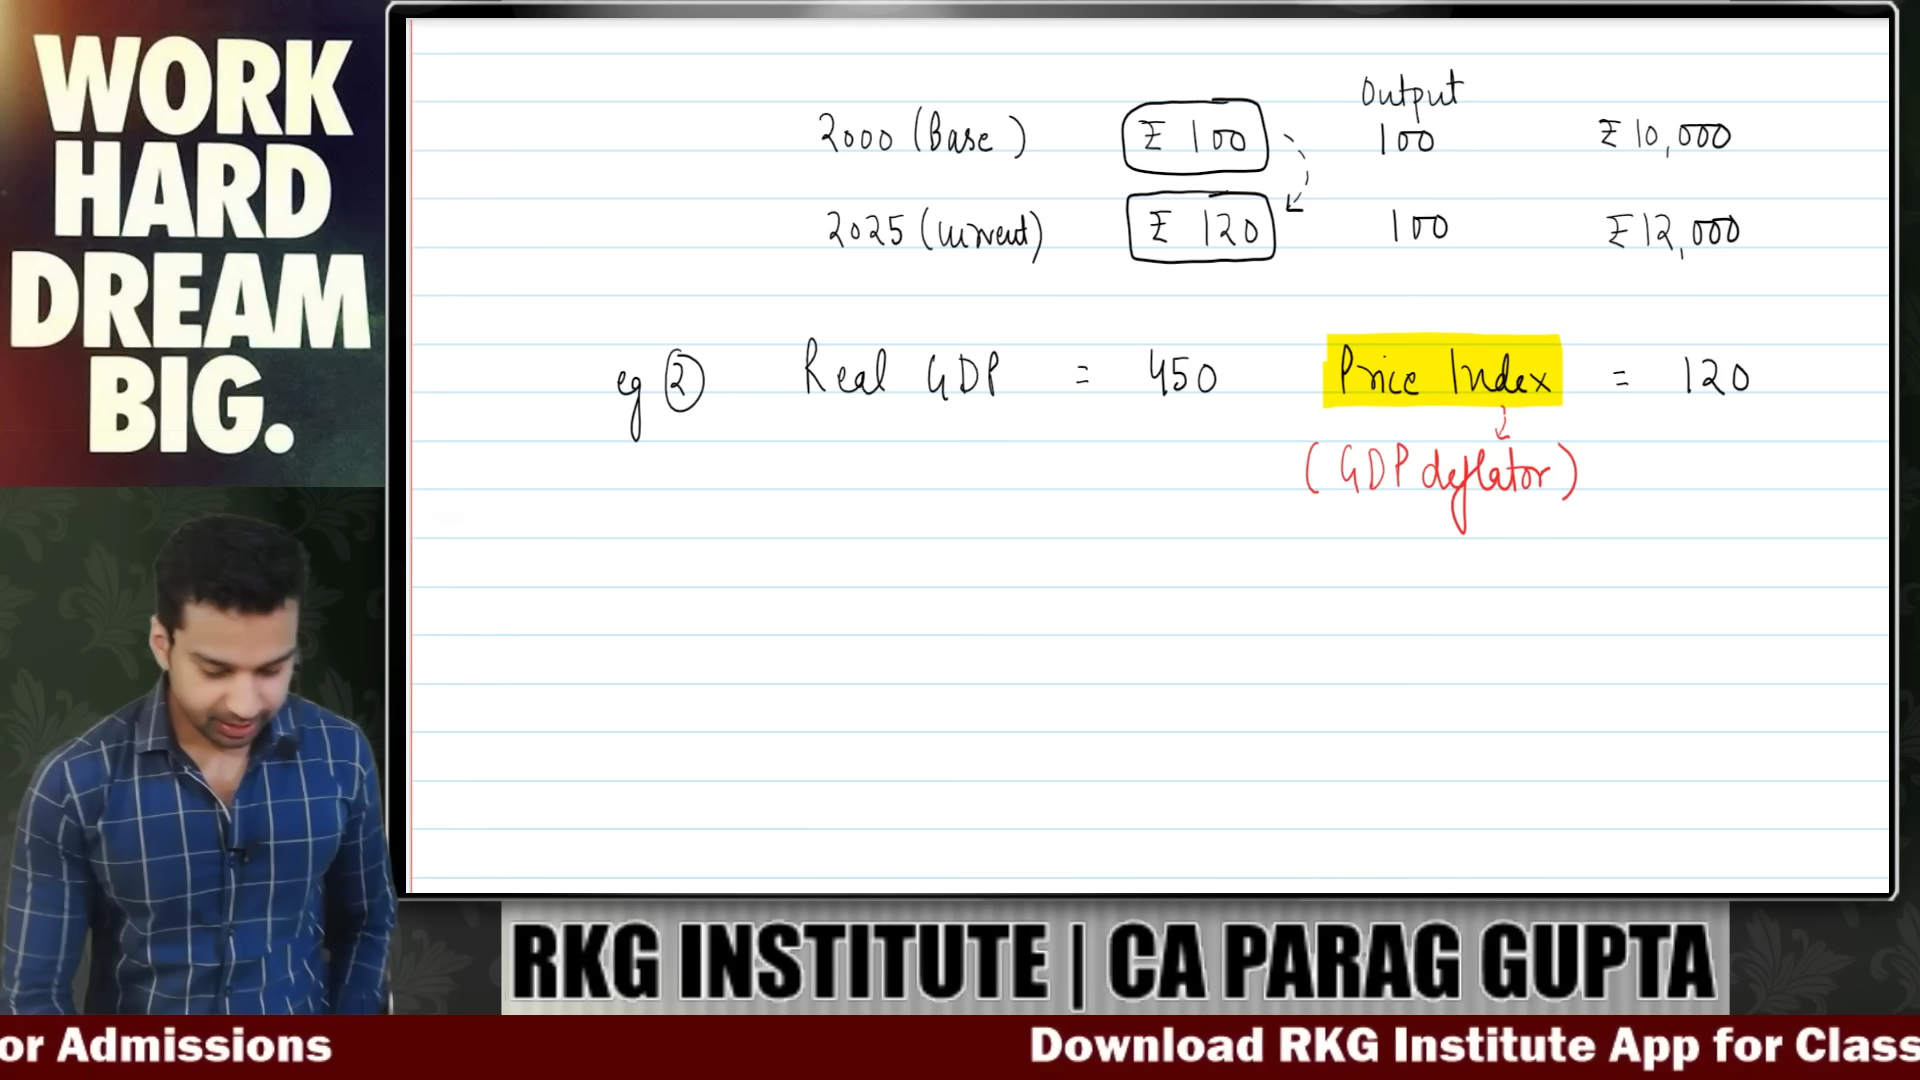 WORK
HARD
DREAM
BIG.
Output
2000 (Base) ₹ 100 100 ₹ 10,000
2025 (Current) ₹ 120 100 ₹ 12,000
eg ② Real GDP = 450 Price Index = 120
(GDP deflator)
RKG INSTITUTE | CA PARAG GUPTA
or Admissions Download RKG Institute App for Class